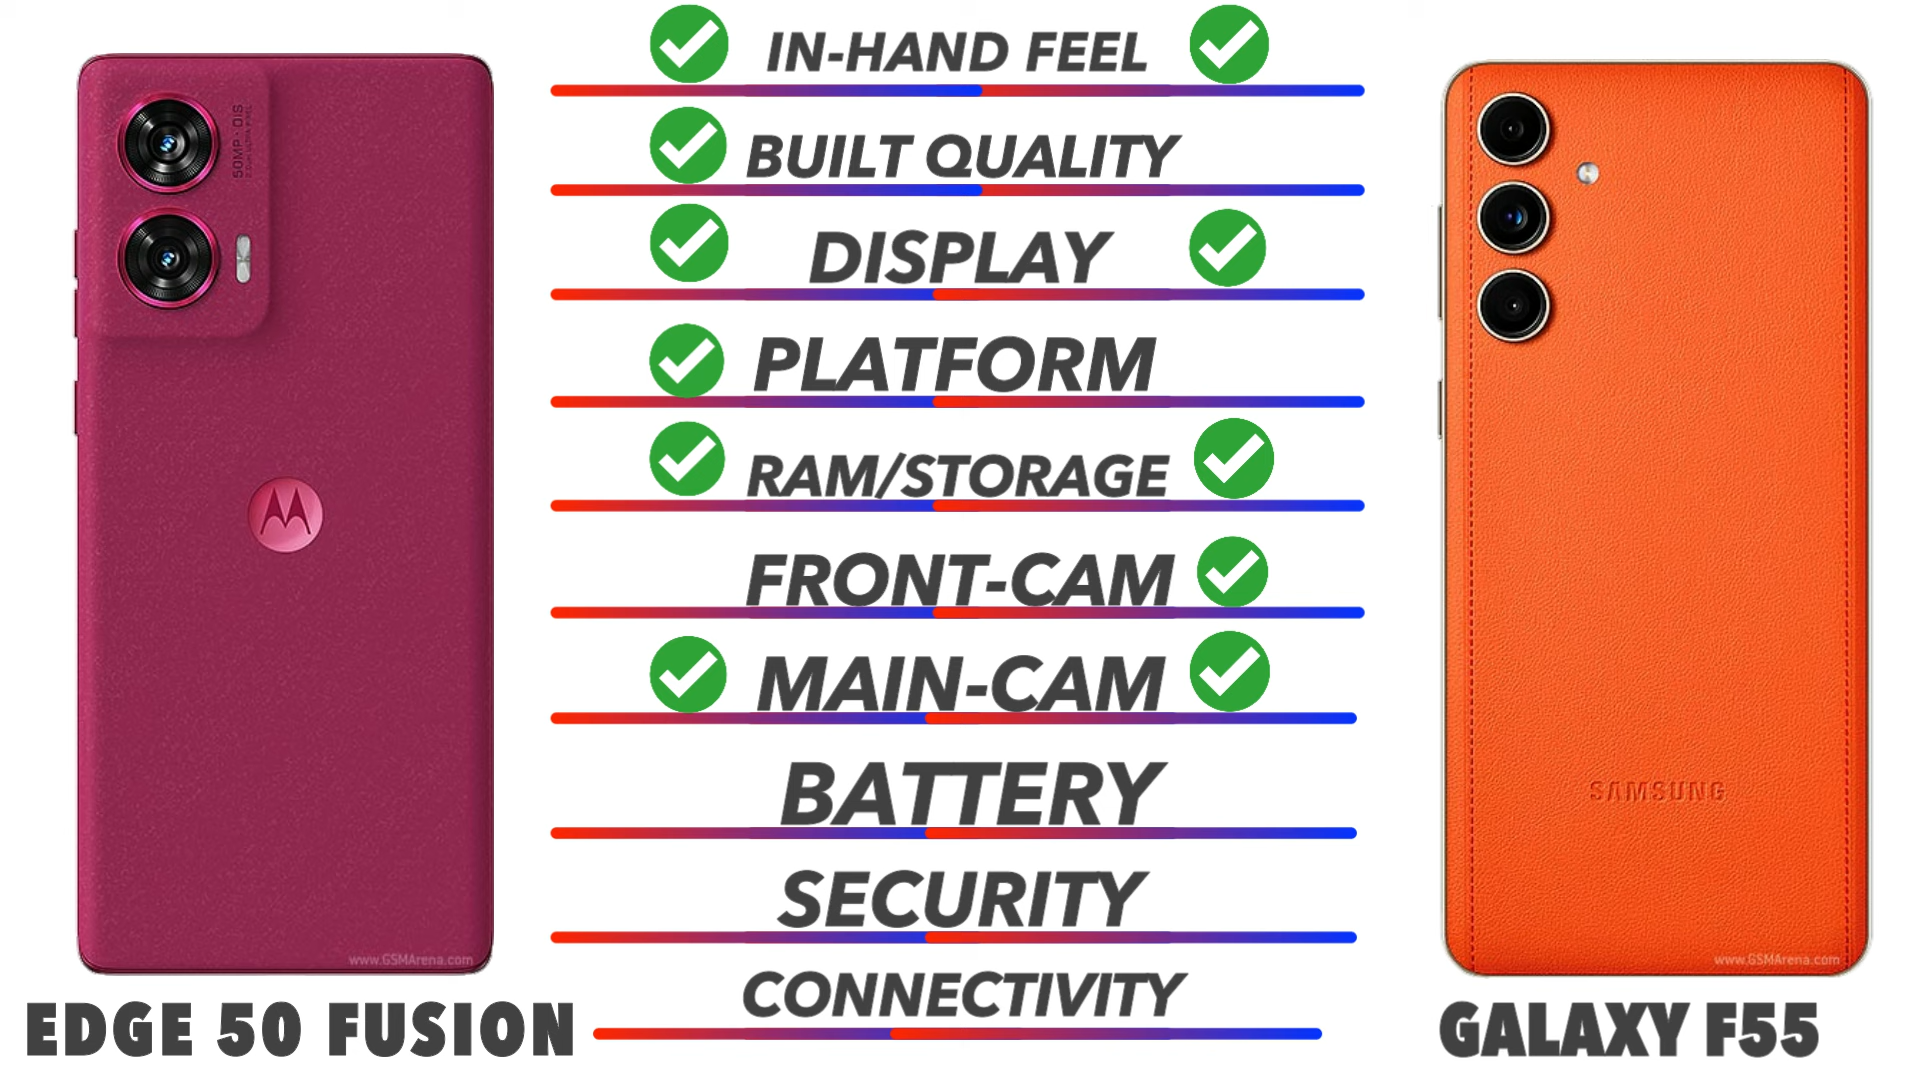 IN-HAND FEEL
BUILT QUALITY
DISPLAY
PLATFORM
RAM/STORAGE
FRONT-CAM
MAIN-CAM
BATTERY
SECURITY
CONNECTIVITY
50MP · OIS
SAMSUNG
www.GSMArena.com
www.GSMArena.com
EDGE 50 FUSION
GALAXY F55